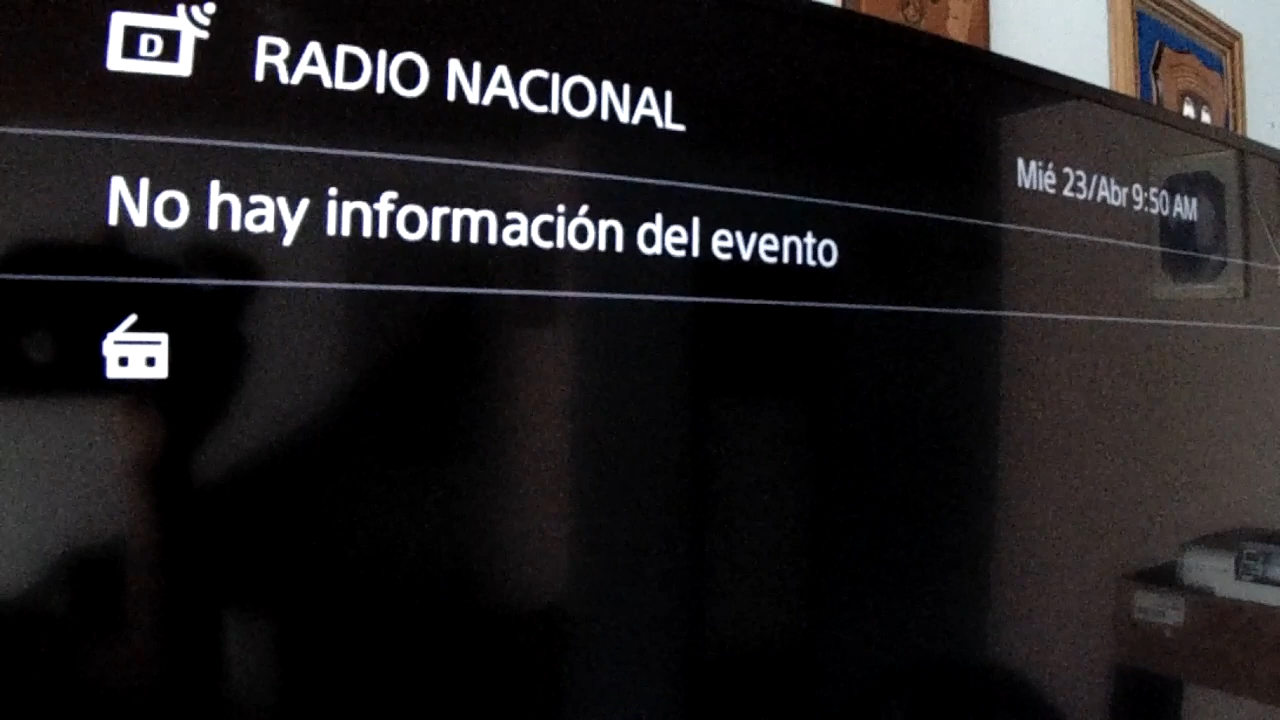 D
RADIO NACIONAL
Mié 23/Abr 9:50 AM
No hay información del evento